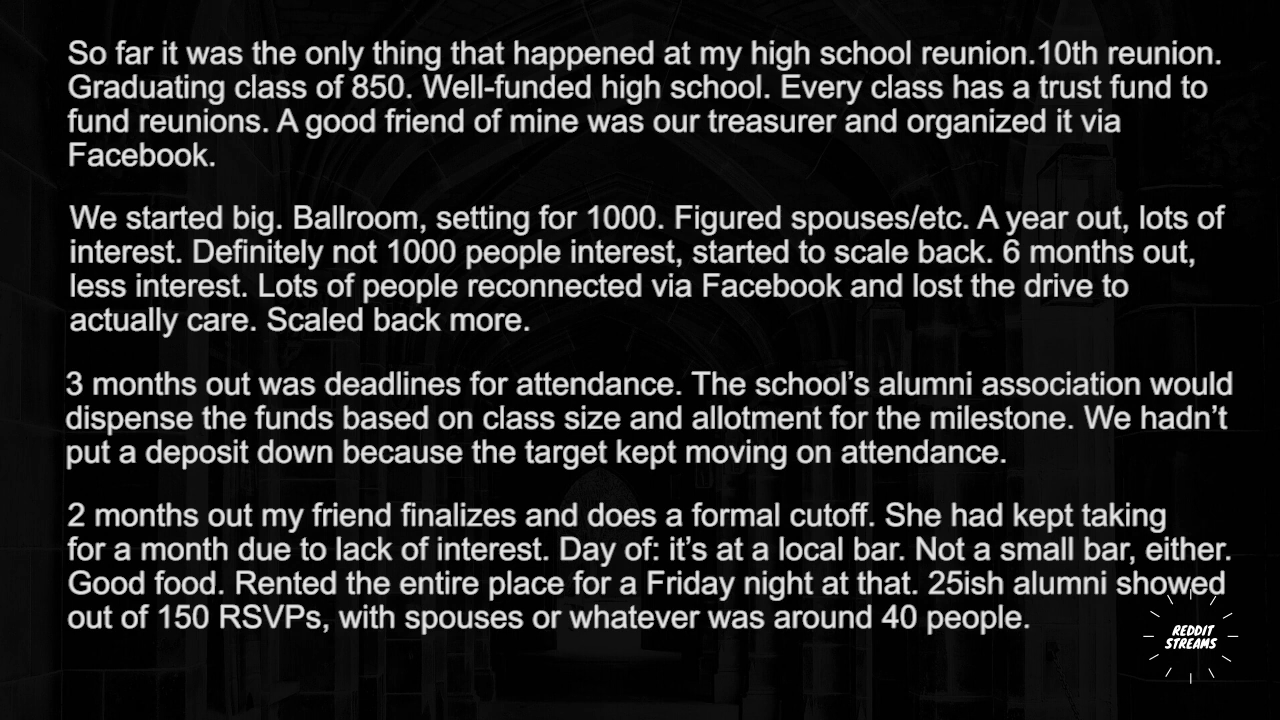 So far it was the only thing that happened at my high school reunion.10th reunion.
Graduating class of 850. Well-funded high school. Every class has a trust fund to
fund reunions. A good friend of mine was our treasurer and organized it via
Facebook.
We started big. Ballroom, setting for 1000. Figured spouses/etc. A year out, lots of
interest. Definitely not 1000 people interest, started to scale back. 6 months out,
less interest. Lots of people reconnected via Facebook and lost the drive to
actually care. Scaled back more.
3 months out was deadlines for attendance. The school’s alumni association would
dispense the funds based on class size and allotment for the milestone. We hadn’t
put a deposit down because the target kept moving on attendance.
2 months out my friend finalizes and does a formal cutoff. She had kept taking
for a month due to lack of interest. Day of: it’s at a local bar. Not a small bar, either.
Good food. Rented the entire place for a Friday night at that. 25ish alumni showed
out of 150 RSVPs, with spouses or whatever was around 40 people.
REDDIT
STREAMS